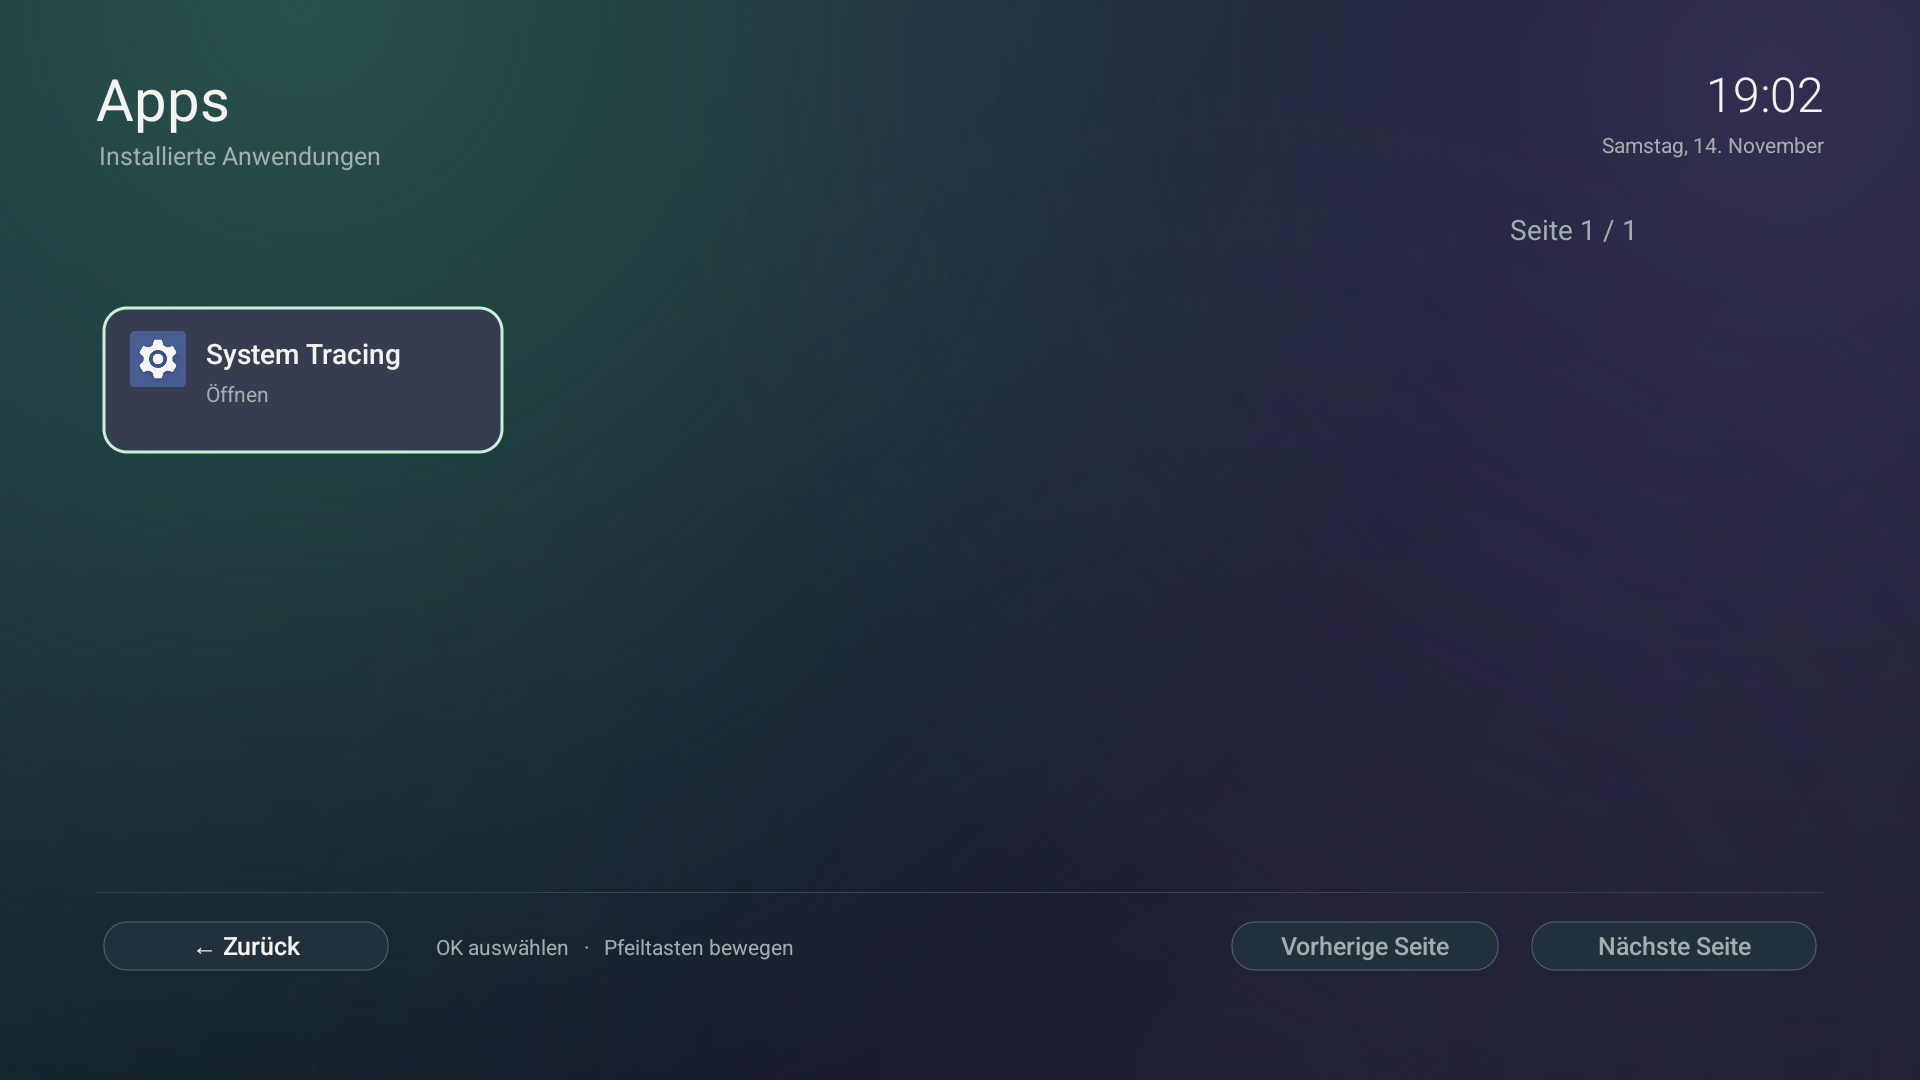 Apps
Installierte Anwendungen
19:02
Samstag, 14. November
Seite 1 / 1
System Tracing
Öffnen
← Zurück
OK auswählen · Pfeiltasten bewegen
Vorherige Seite
Nächste Seite